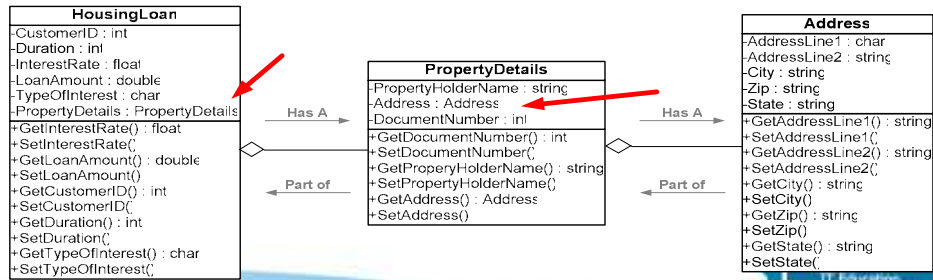 HousingLoan
-CustomerID : int
-Duration : int
-InterestRate : float
-LoanAmount : double
-TypeOfInterest : char
-PropertyDetails : PropertyDetails
+GetInterestRate() : float
+SetInterestRate()
+GetLoanAmount() : double
+SetLoanAmount()
+GetCustomerID() : int
+SetCustomerID()
+GetDuration() : int
+SetDuration()
+GetTypeOfInterest() : char
+SetTypeOfInterest()
Has A
Part of
PropertyDetails
-PropertyHolderName : string
-Address : Address
-DocumentNumber : int
+GetDocumentNumber() : int
+SetDocumentNumber()
+GetProperyHolderName() : string
+SetPropertyHolderName()
+GetAddress() : Address
+SetAddress()
Has A
Part of
Address
-AddressLine1 : char
-AddressLine2 : string
-City : string
-Zip : string
-State : string
+GetAddressLine1() : string
+SetAddressLine1()
+GetAddressLine2() : string
+SetAddressLine2()
+GetCity() : string
+SetCity()
+GetZip() : string
+SetZip()
+GetState() : string
+SetState()
IT Education